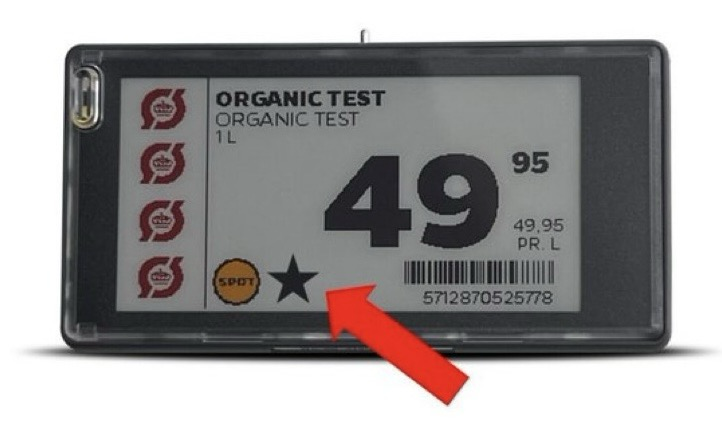 ORGANIC TEST
ORGANIC TEST
1 L
49 95
49,95
PR. L
SPOT
5712870525778